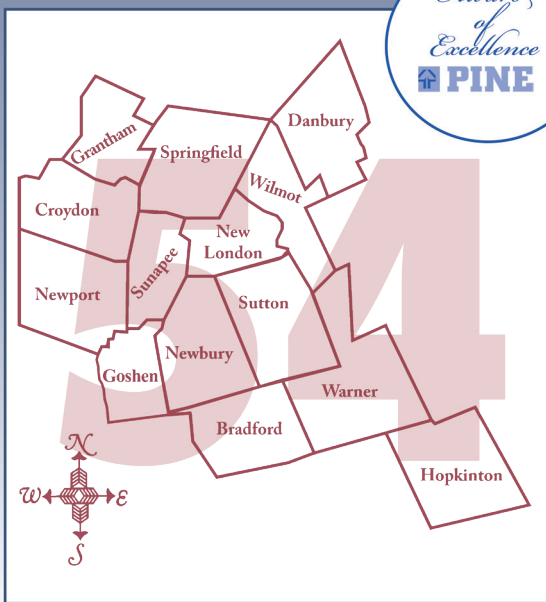 of
Excellence
PINE
Danbury
Grantham
Springfield
Wilmot
Croydon
New
London
Sunapee
Newport
Sutton
Goshen
Newbury
Warner
Bradford
Hopkinton
54
N
W
E
S